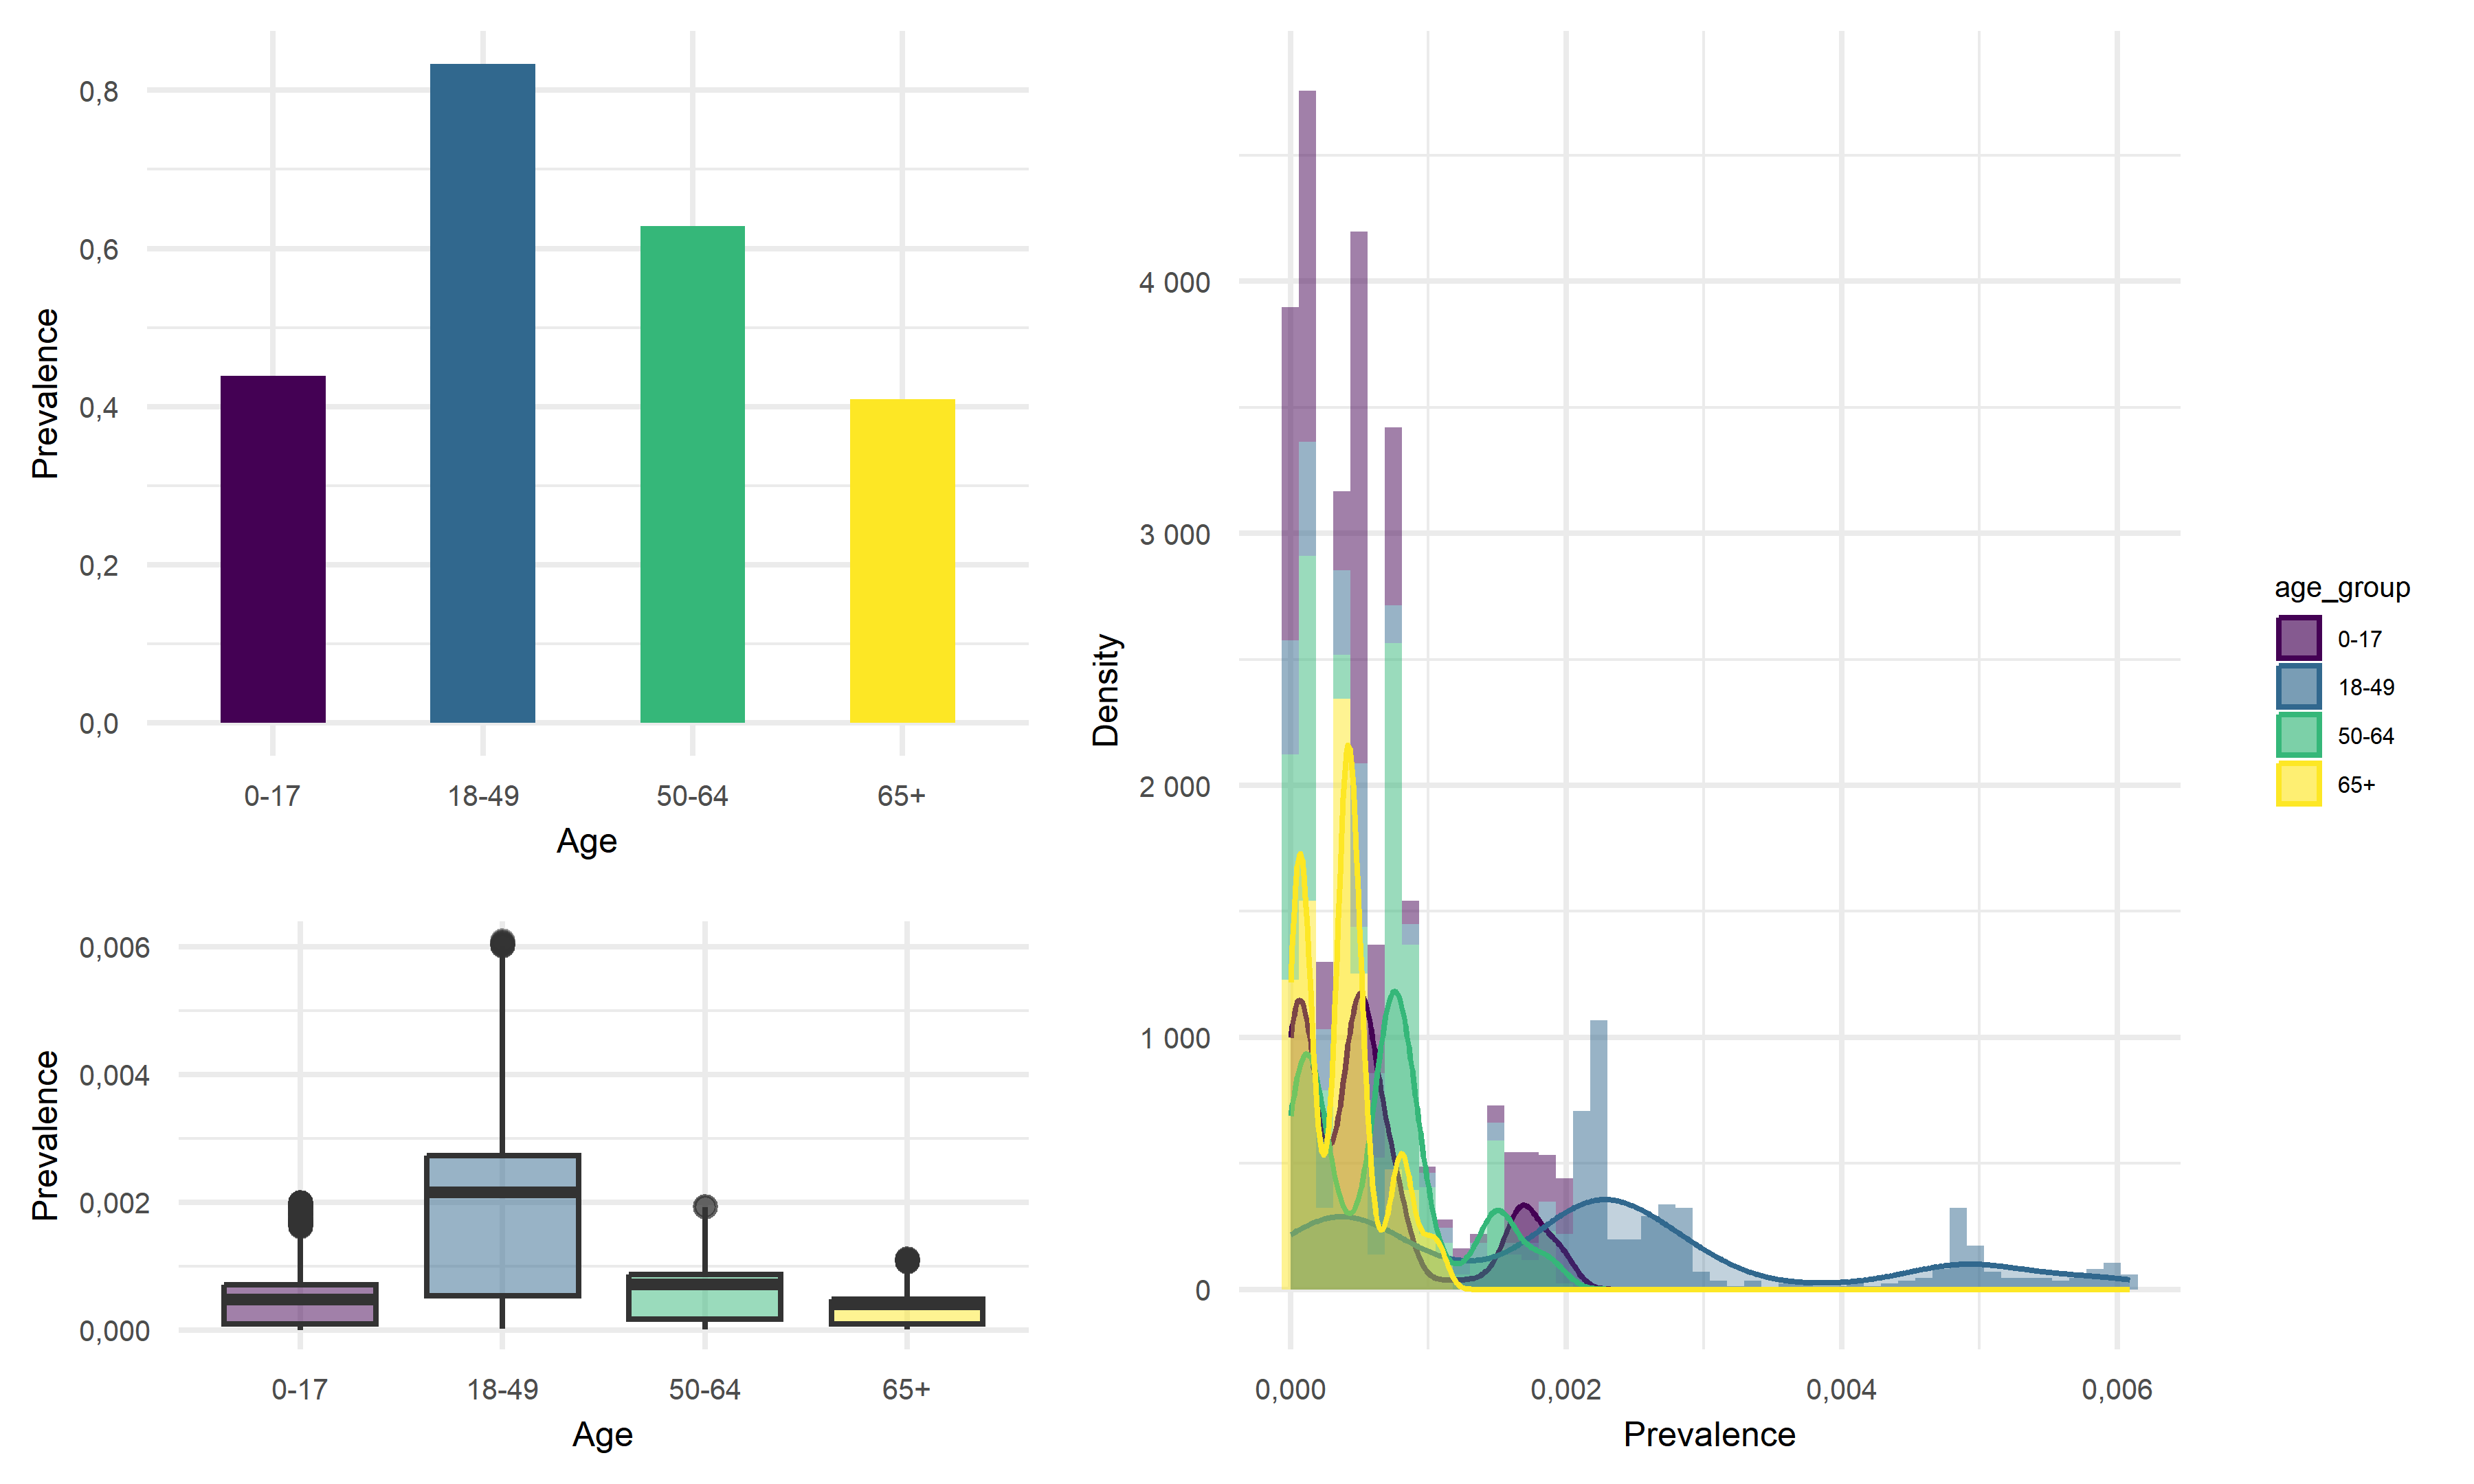 Prevalence
0,8
0,6
0,4
0,2
0,0
0-17 18-49 50-64 65+
Age
Prevalence
0,006
0,004
0,002
0,000
0-17 18-49 50-64 65+
Age
Density
4 000
3 000
2 000
1 000
0
0,000 0,002 0,004 0,006
Prevalence
age_group
0-17
18-49
50-64
65+